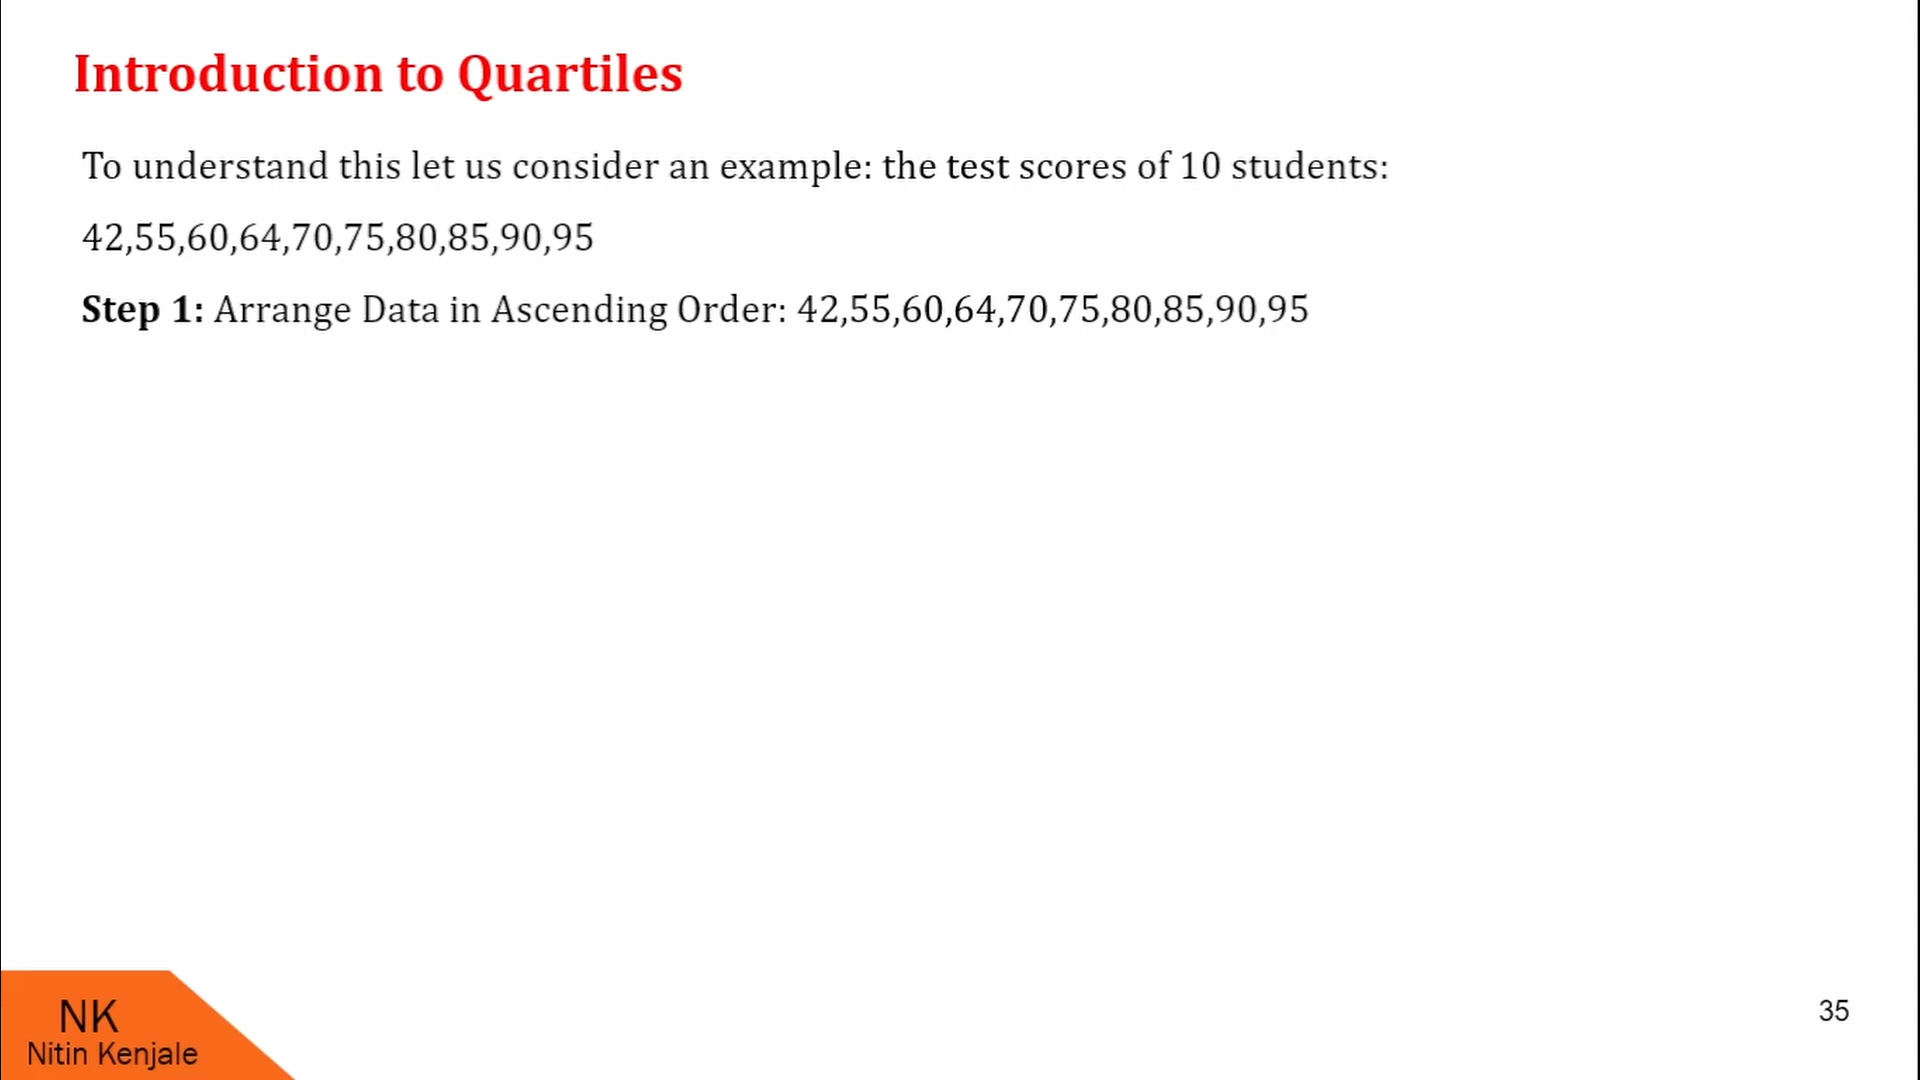 Introduction to Quartiles
To understand this let us consider an example: the test scores of 10 students:
42,55,60,64,70,75,80,85,90,95
Step 1: Arrange Data in Ascending Order: 42,55,60,64,70,75,80,85,90,95
NK
Nitin Kenjale
35